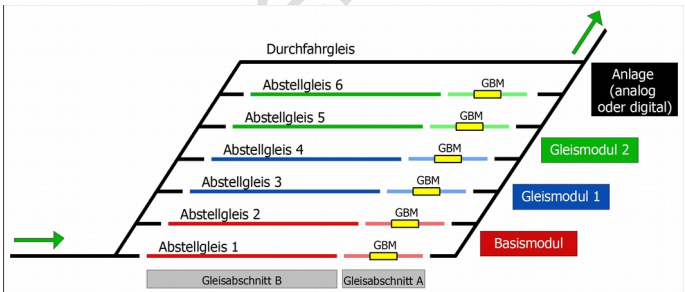 Durchfahrgleis
Abstellgleis 6
GBM
Anlage
(analog
oder digital)
Abstellgleis 5
GBM
Abstellgleis 4
GBM
Gleismodul 2
Abstellgleis 3
GBM
Gleismodul 1
Abstellgleis 2
GBM
Basismodul
Abstellgleis 1
GBM
Gleisabschnitt B
Gleisabschnitt A